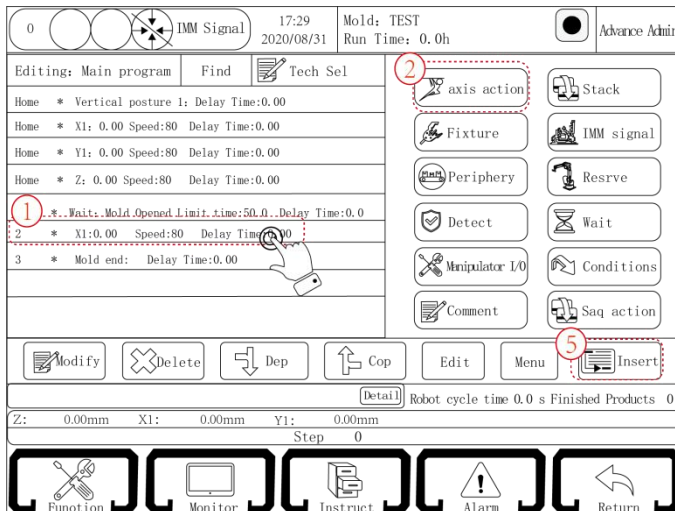 0 IMM Signal 17:29 Mold: TEST Advance Admin
2020/08/31 Run Time: 0.0h
Editing: Main program Find Tech Sel
Home * Vertical posture 1: Delay Time:0.00
Home * X1: 0.00 Speed:80 Delay Time:0.00
Home * Y1: 0.00 Speed:80 Delay Time:0.00
Home * Z: 0.00 Speed:80 Delay Time:0.00
1 * Wait: Mold Opened Limit time:50.0 Delay Time:0.0
2 * X1:0.00 Speed:80 Delay Time:0.00
3 * Mold end: Delay Time:0.00
2
axis action Stack
Fixture IMM signal
Periphery Resrve
Detect Wait
Manipulator I/O Conditions
Comment Saq action
5
Modify Delete Dep Cop Edit Menu Insert
Detail Robot cycle time 0.0 s Finished Products 0
Z: 0.00mm X1: 0.00mm Y1: 0.00mm
Step 0
Funotion Monitor Instruct Alarm Return